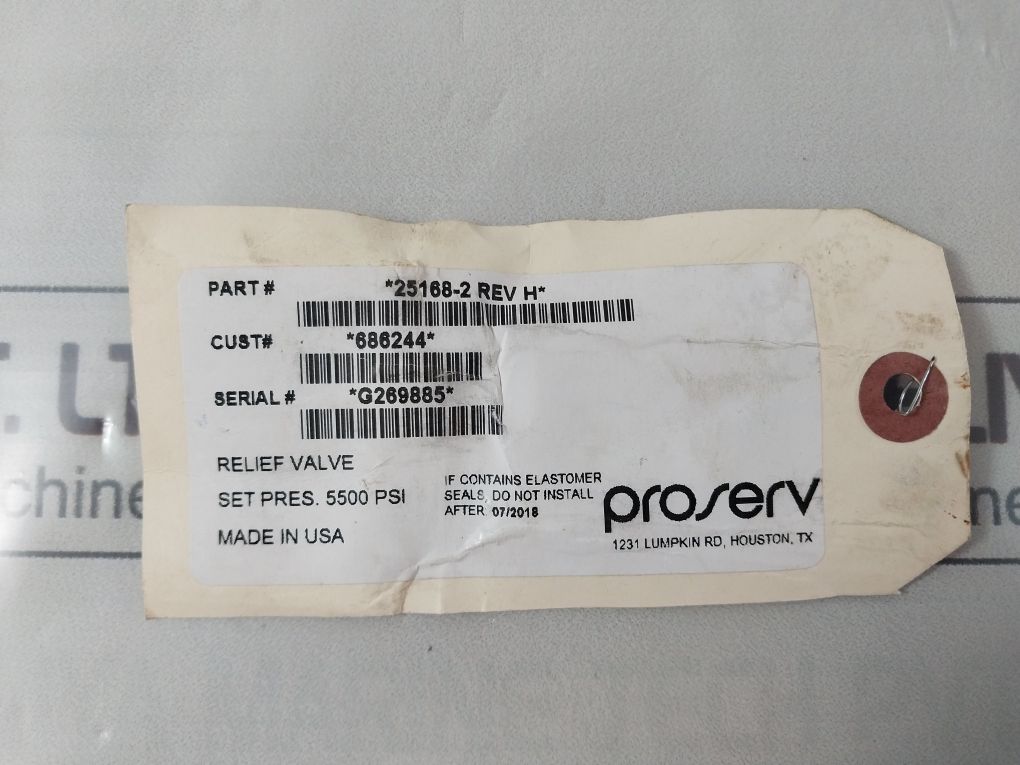 PART # *25168-2 REV H*
CUST# *686244*
SERIAL # *G269885*
RELIEF VALVE
SET PRES. 5500 PSI
MADE IN USA
IF CONTAINS ELASTOMER
SEALS, DO NOT INSTALL
AFTER: 07/2018
proserv
1231 LUMPKIN RD, HOUSTON, TX